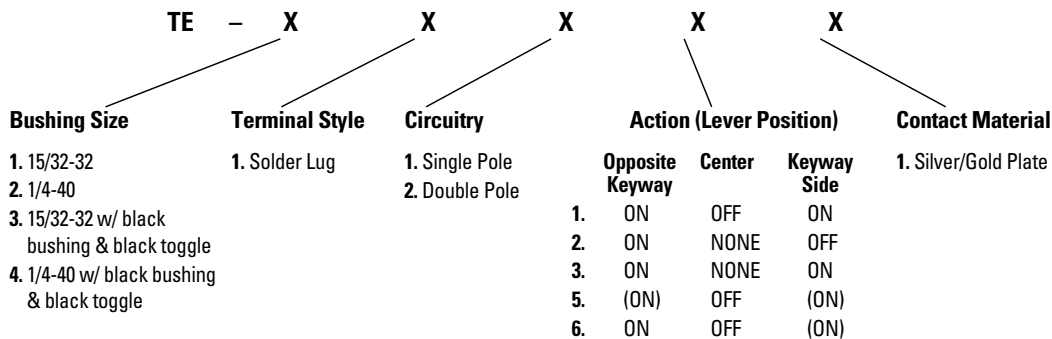 TE – X X X X X
Bushing Size
1. 15/32-32
2. 1/4-40
3. 15/32-32 w/ black
bushing & black toggle
4. 1/4-40 w/ black bushing
& black toggle
Terminal Style
1. Solder Lug
Circuitry
1. Single Pole
2. Double Pole
Action (Lever Position)
Opposite Center Keyway
Keyway Side
1. ON OFF ON
2. ON NONE OFF
3. ON NONE ON
5. (ON) OFF (ON)
6. ON OFF (ON)
Contact Material
1. Silver/Gold Plate